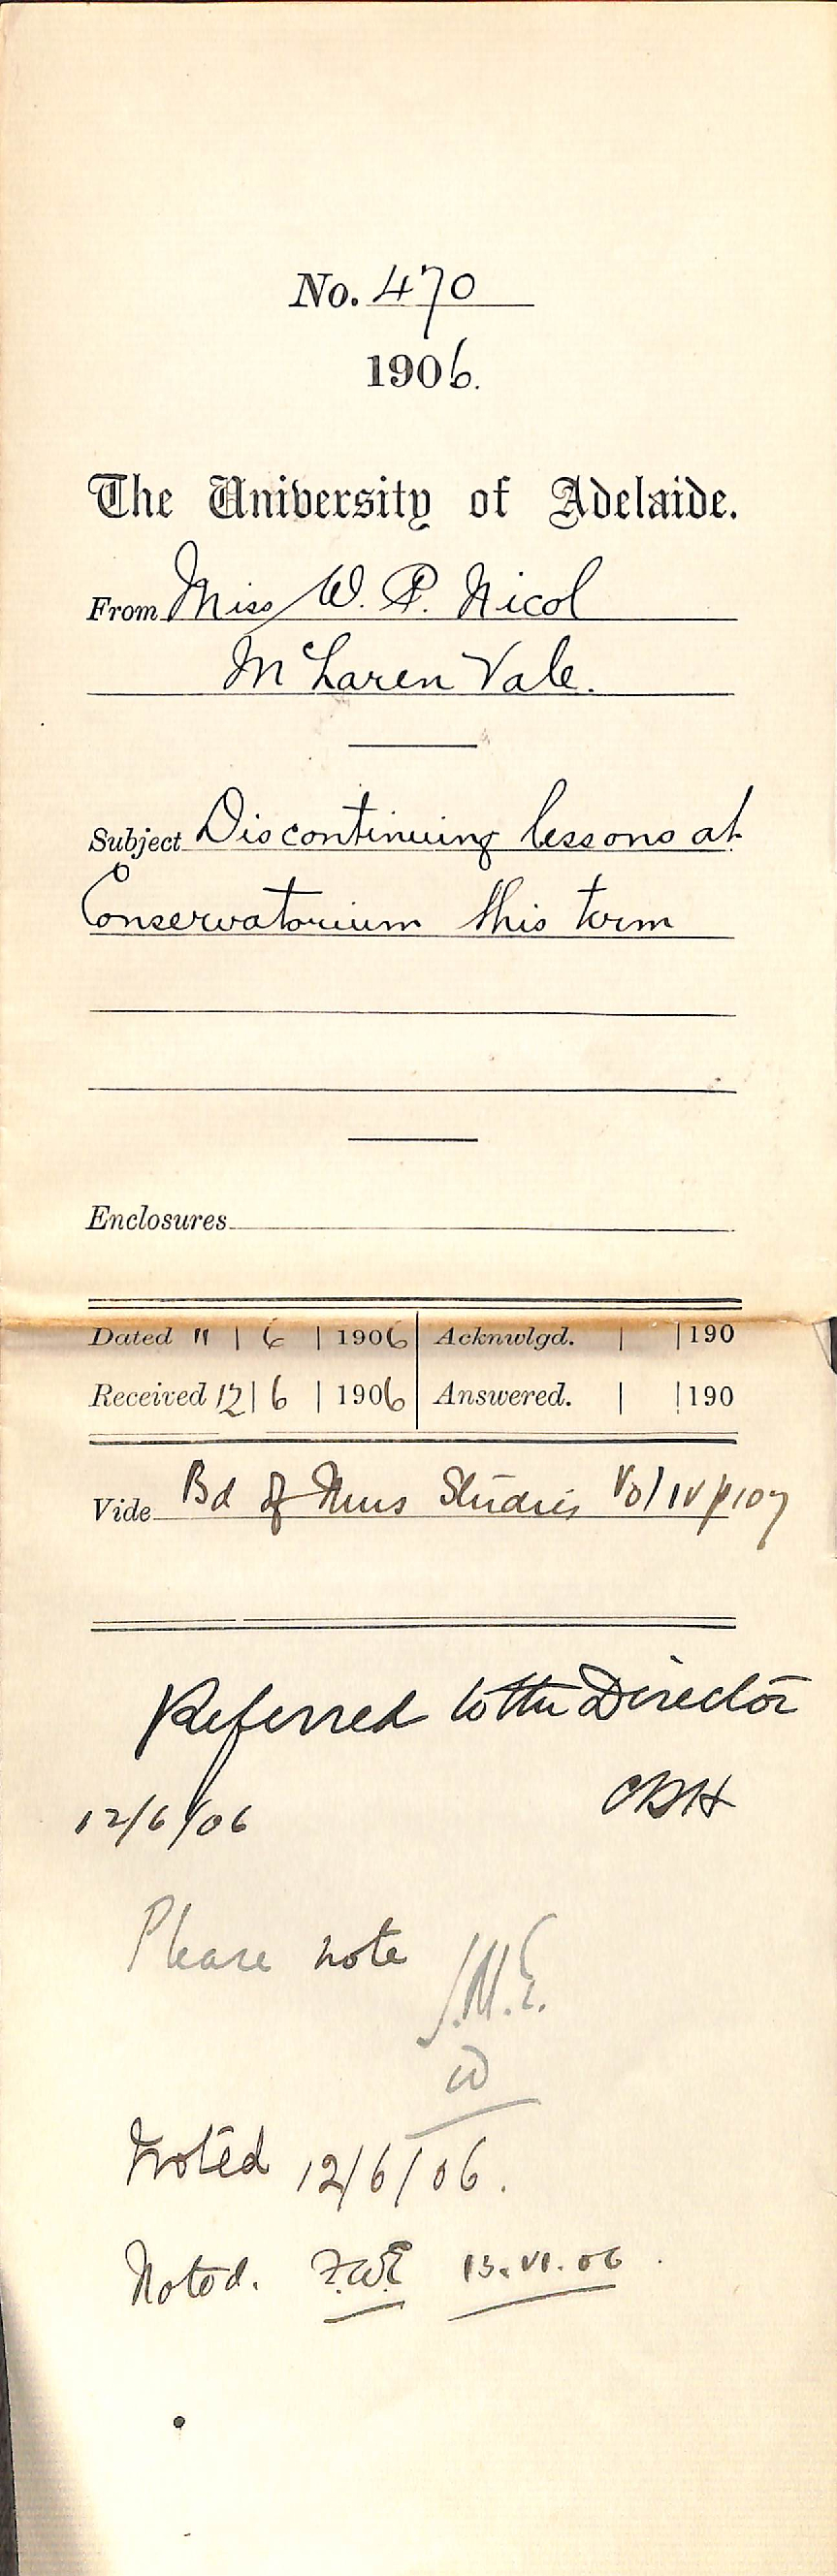 No. 470
1906.
The University of Adelaide.
From Miss W. P. Nicol
McLaren Vale.
Subject Discontinuing lessons at
Conservatorium this term
Enclosures
Dated 11 | 6 | 1906 Acknwlgd. | | 190
Received 12 | 6 | 1906 Answered. | | 190
Vide Bd of Mus Studies Vol IV p 107
Referred to the Director
12/6/06 CRH
Please note
J.M.E.
Noted 12/6/06.
Noted. F.W.E 13.VI.06.